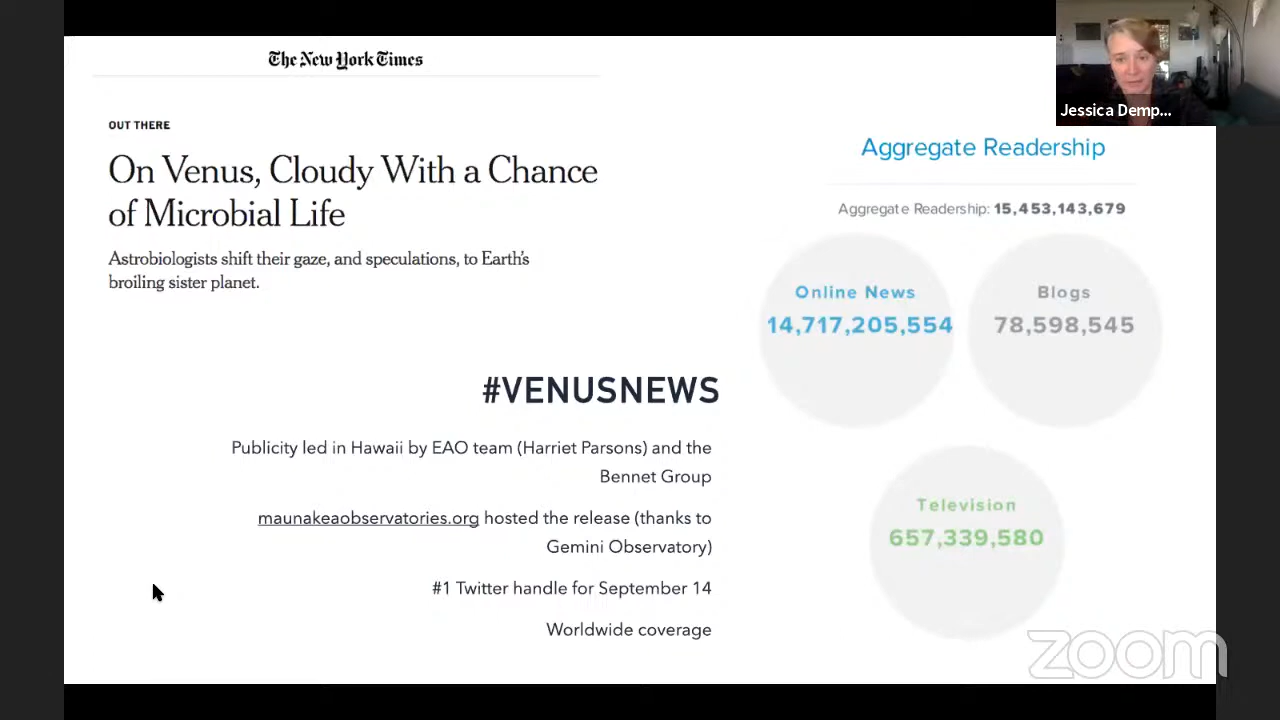 The New York Times
OUT THERE
On Venus, Cloudy With a Chance
of Microbial Life
Astrobiologists shift their gaze, and speculations, to Earth's
broiling sister planet.
#VENUSNEWS
Publicity led in Hawaii by EAO team (Harriet Parsons) and the
Bennet Group
maunakeaobservatories.org hosted the release (thanks to
Gemini Observatory)
#1 Twitter handle for September 14
Worldwide coverage
Jessica Demp...
Aggregate Readership
Aggregate Readership: 15,453,143,679
Online News
14,717,205,554
Blogs
78,598,545
Television
657,339,580
zoom